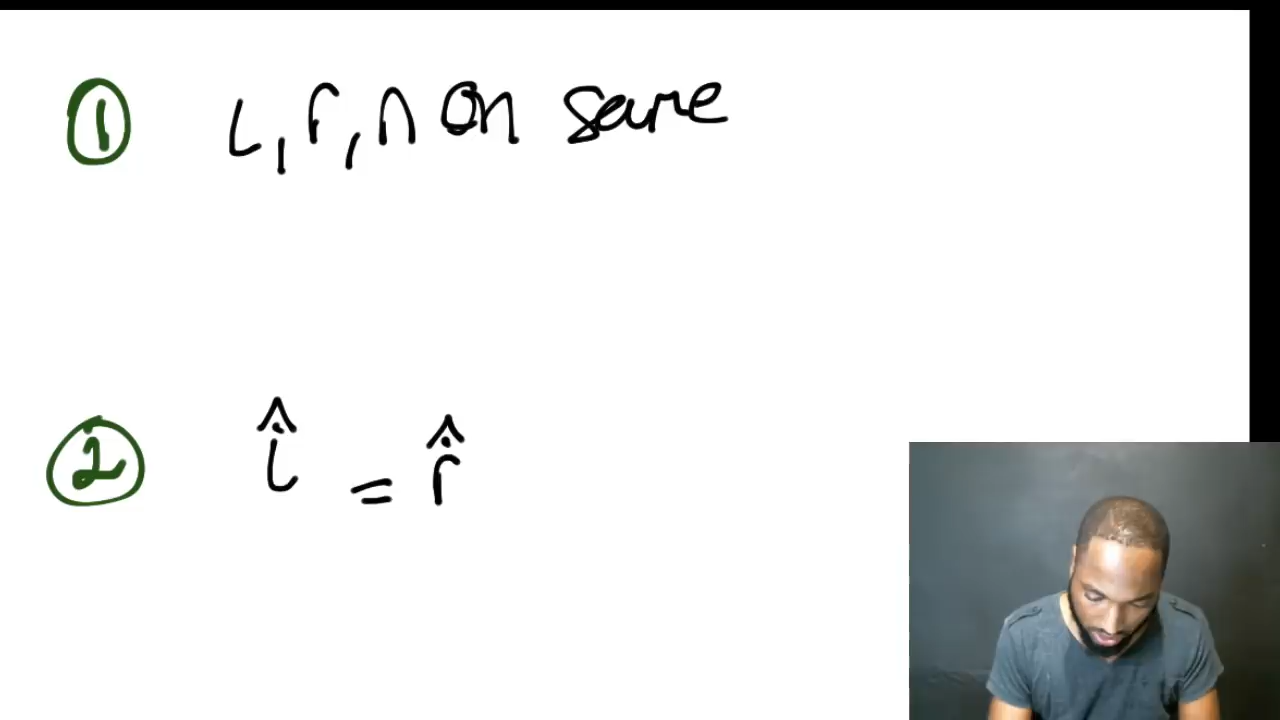 ① i, r, n on same
② î = r̂